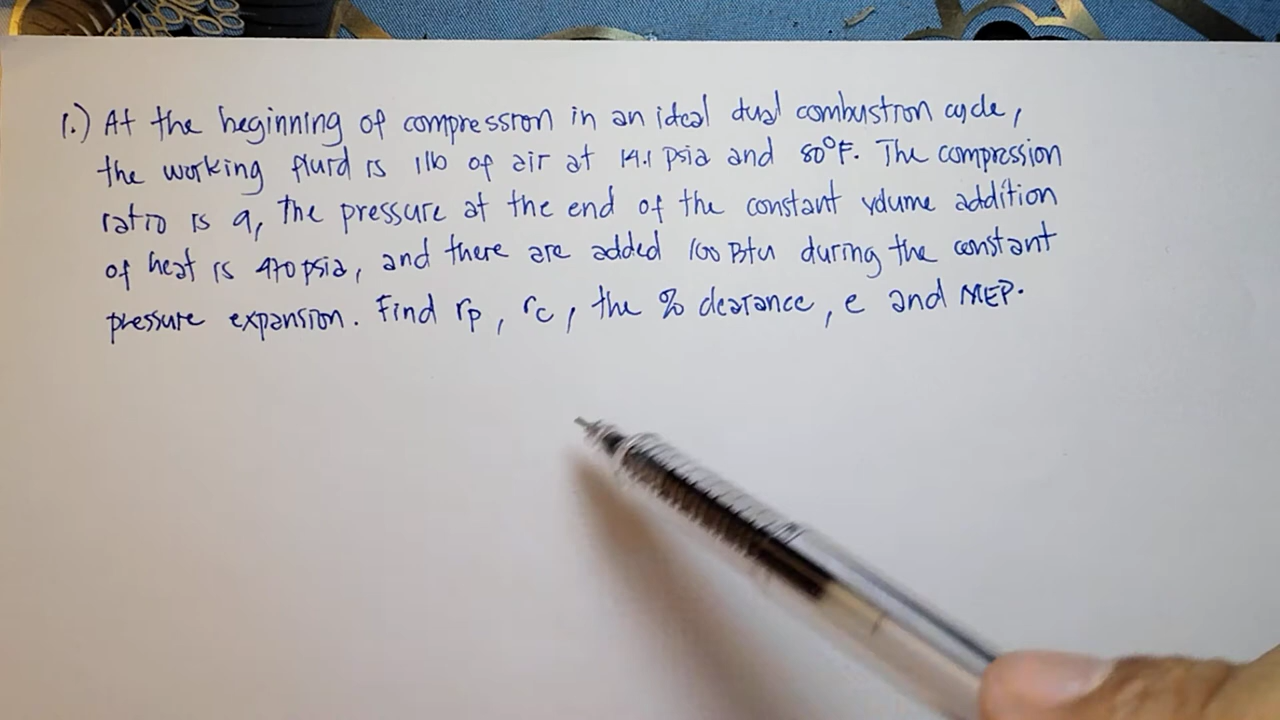 1.) At the beginning of compression in an ideal dual combustion cycle,
the working fluid is 1 lb of air at 14.1 psia and 80°F. The compression
ratio is 9, the pressure at the end of the constant volume addition
of heat is 470 psia, and there are added 100 Btu during the constant
pressure expansion. Find rp, rc, the % clearance, e and MEP.